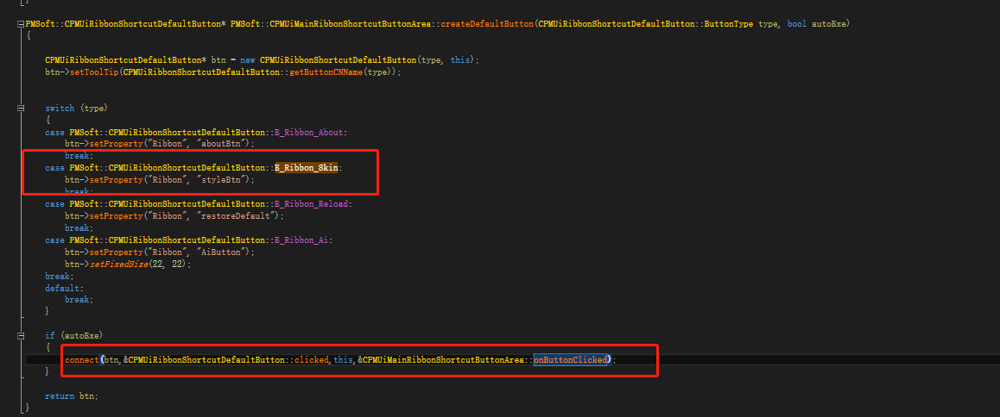 }
PMSoft::CPMUiRibbonShortcutDefaultButton* PMSoft::CPMUiMainRibbonShortcutButtonArea::createDefaultButton(CPMUiRibbonShortcutDefaultButton::ButtonType type, bool autoExe)
{
CPMUiRibbonShortcutDefaultButton* btn = new CPMUiRibbonShortcutDefaultButton(type, this);
btn->setToolTip(CPMUiRibbonShortcutDefaultButton::getButtonCNName(type));
switch (type)
{
case PMSoft::CPMUiRibbonShortcutDefaultButton::E_Ribbon_About:
btn->setProperty("Ribbon", "aboutBtn");
break;
case PMSoft::CPMUiRibbonShortcutDefaultButton::E_Ribbon_Skin:
btn->setProperty("Ribbon", "styleBtn");
break;
case PMSoft::CPMUiRibbonShortcutDefaultButton::E_Ribbon_Reload:
btn->setProperty("Ribbon", "restoreDefault");
break;
case PMSoft::CPMUiRibbonShortcutDefaultButton::E_Ribbon_Ai:
btn->setProperty("Ribbon", "AiButton");
btn->setFixedSize(22, 22);
break;
default:
break;
}
if (autoExe)
{
connect(btn,&CPMUiRibbonShortcutDefaultButton::clicked,this,&CPMUiMainRibbonShortcutButtonArea::onButtonClicked);
}
return btn;
}